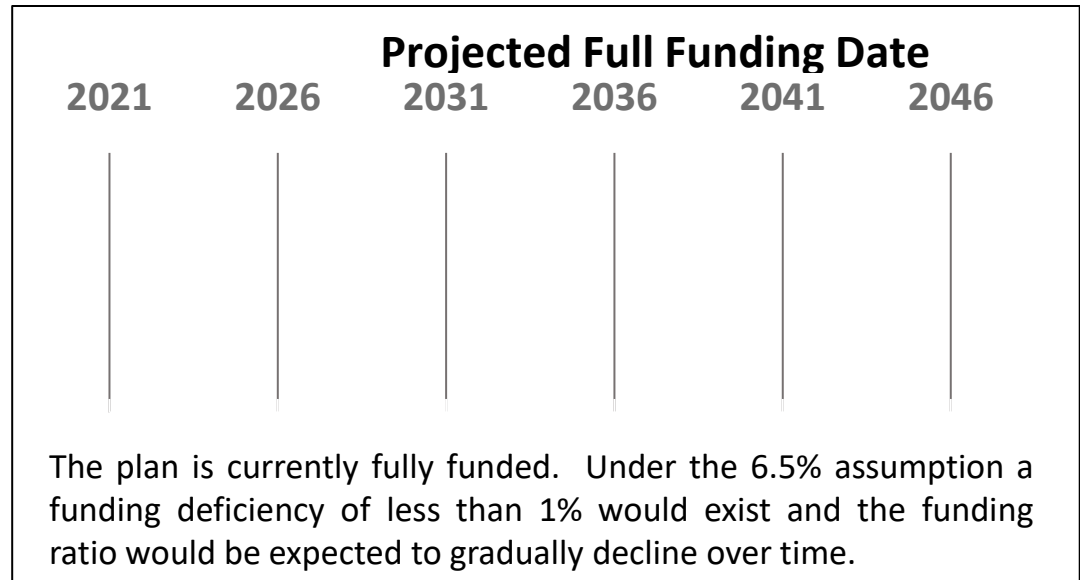 Projected Full Funding Date
2021 2026 2031 2036 2041 2046
The plan is currently fully funded. Under the 6.5% assumption a
funding deficiency of less than 1% would exist and the funding
ratio would be expected to gradually decline over time.